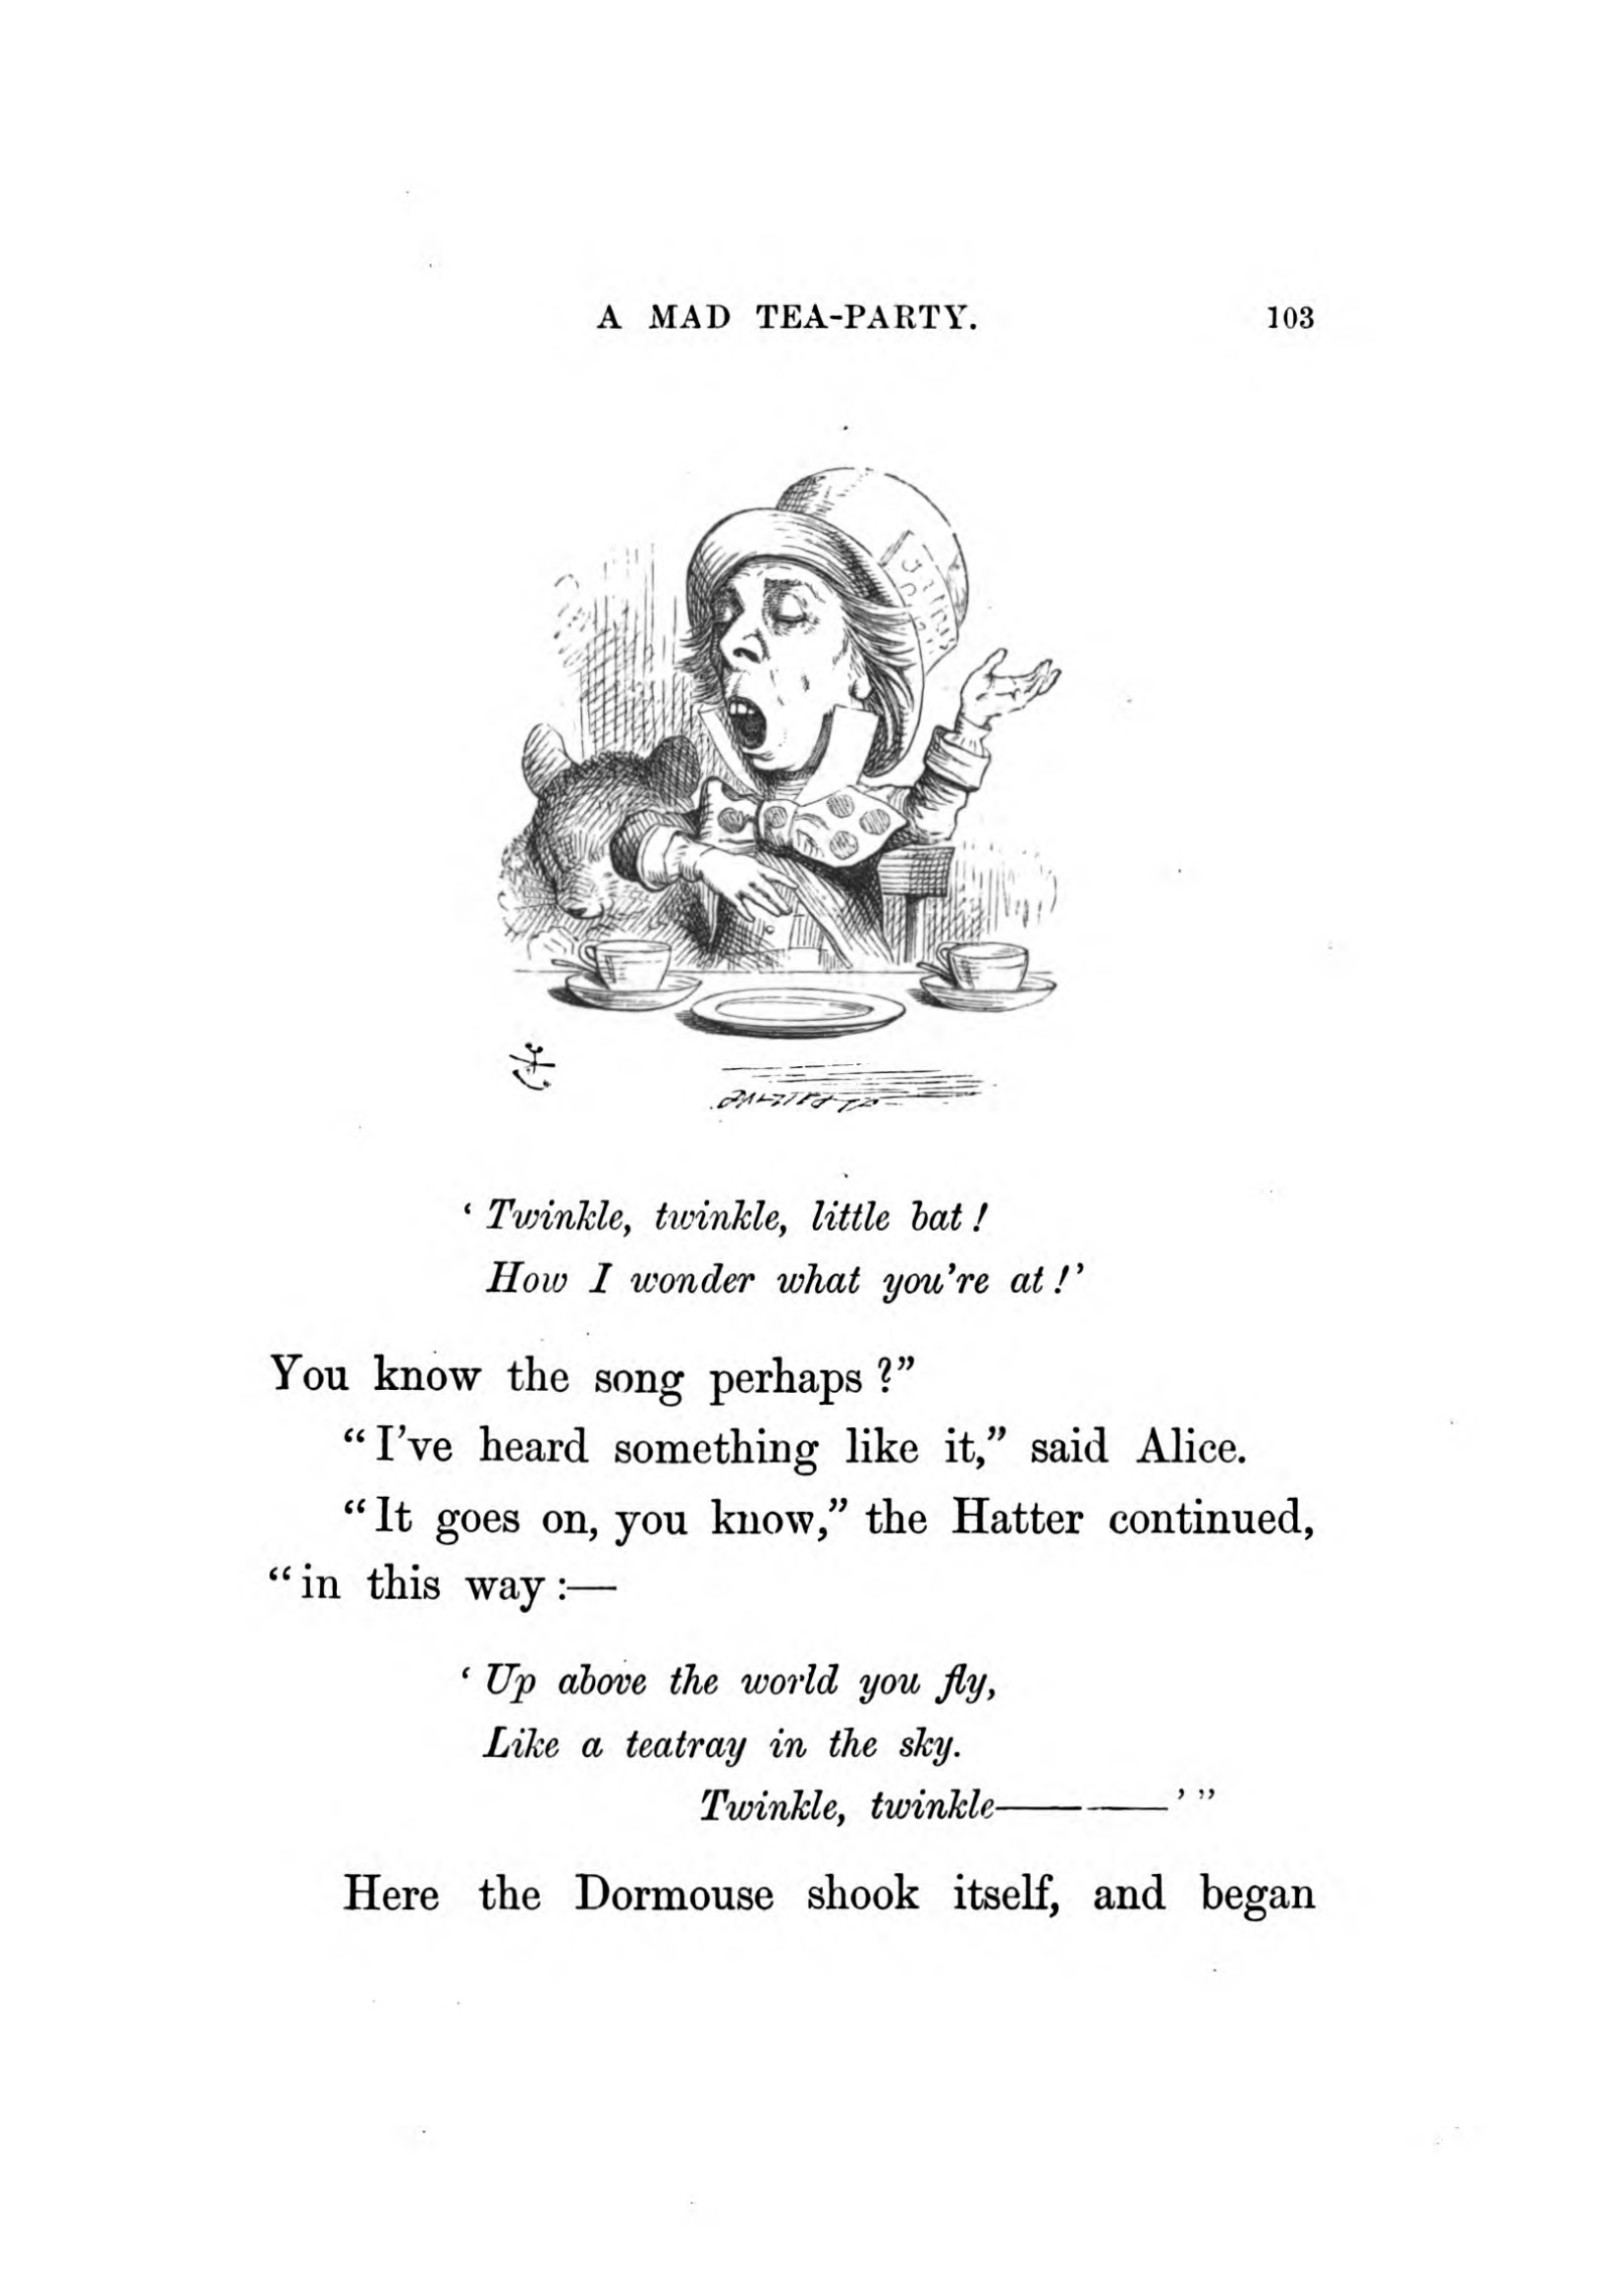 A MAD TEA-PARTY. 103
‘ Twinkle, twinkle, little bat !
How I wonder what you’re at !’
You know the song perhaps ?”
“ I’ve heard something like it,” said Alice.
“ It goes on, you know,” the Hatter continued,
“ in this way :—
‘ Up above the world you fly,
Like a teatray in the sky.
Twinkle, twinkle———’ ”
Here the Dormouse shook itself, and began